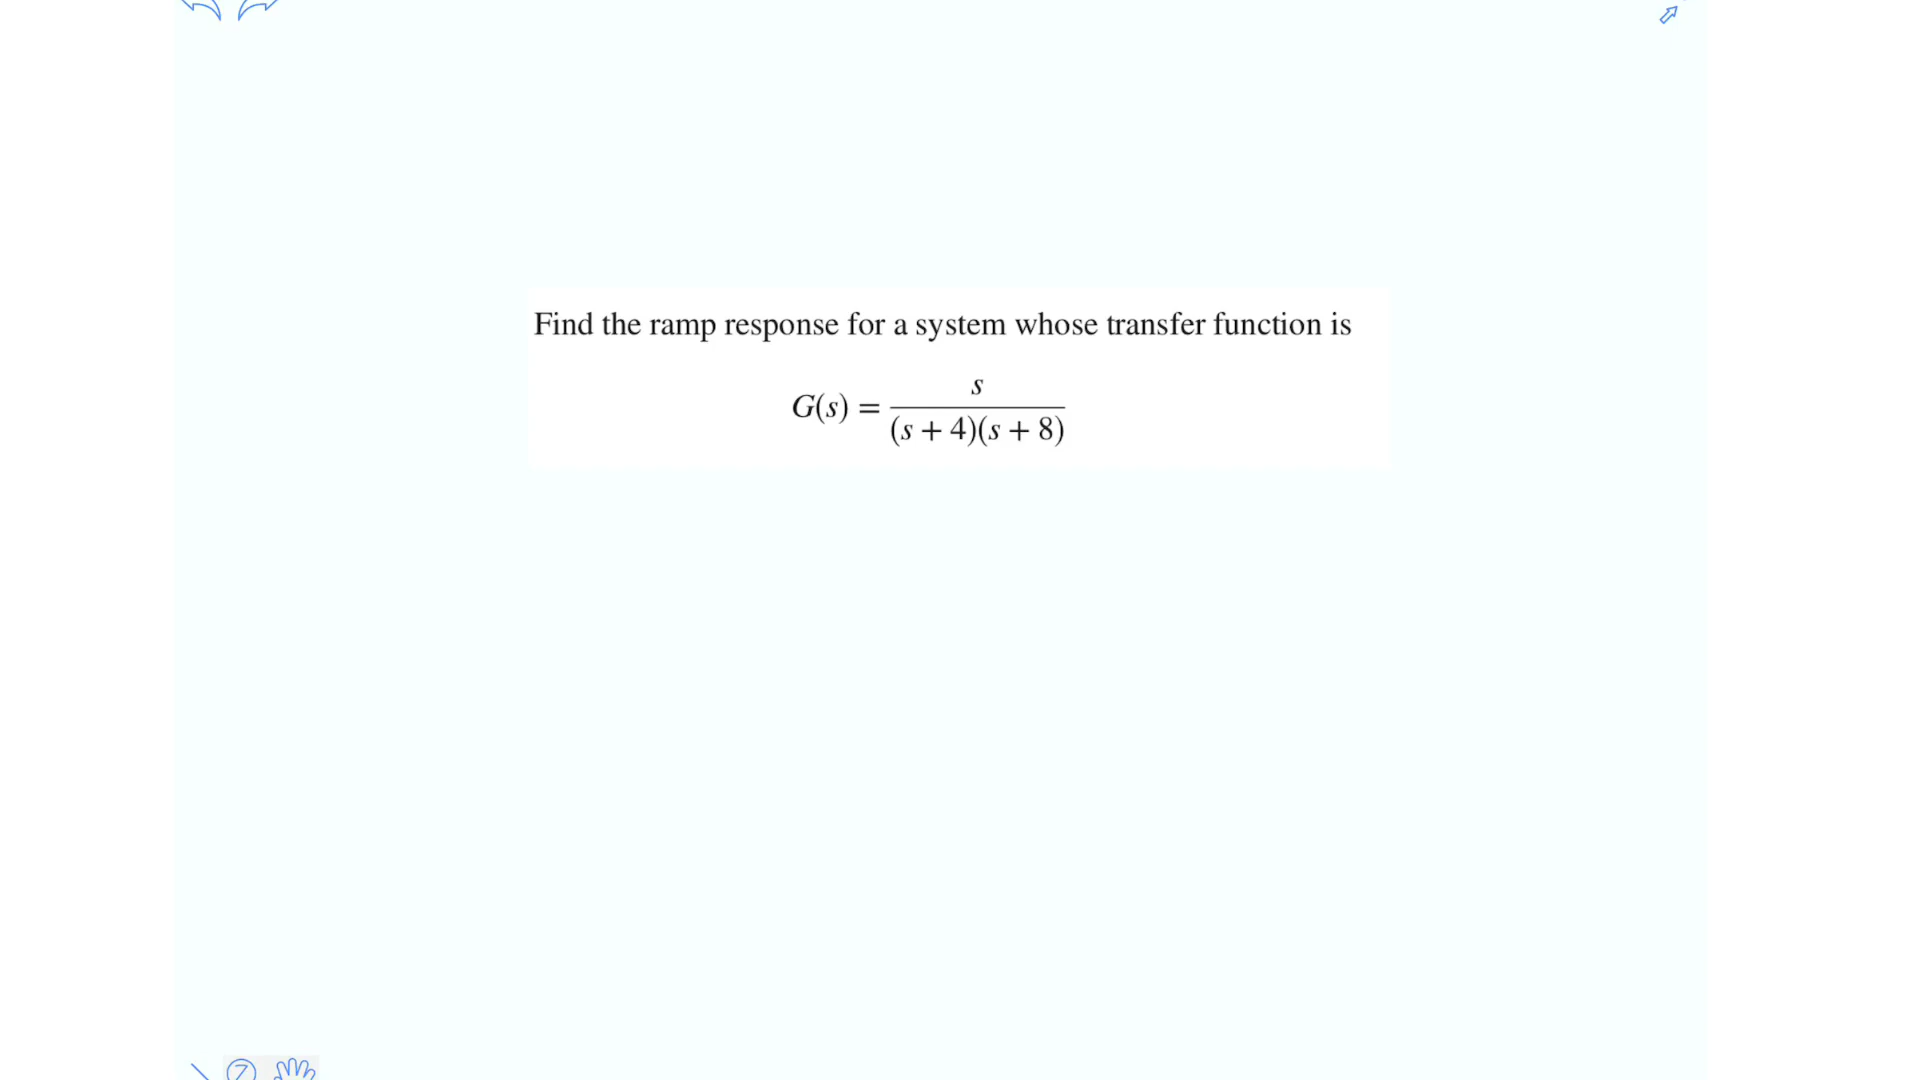 Find the ramp response for a system whose transfer function is
G(s) = s / (s + 4)(s + 8)